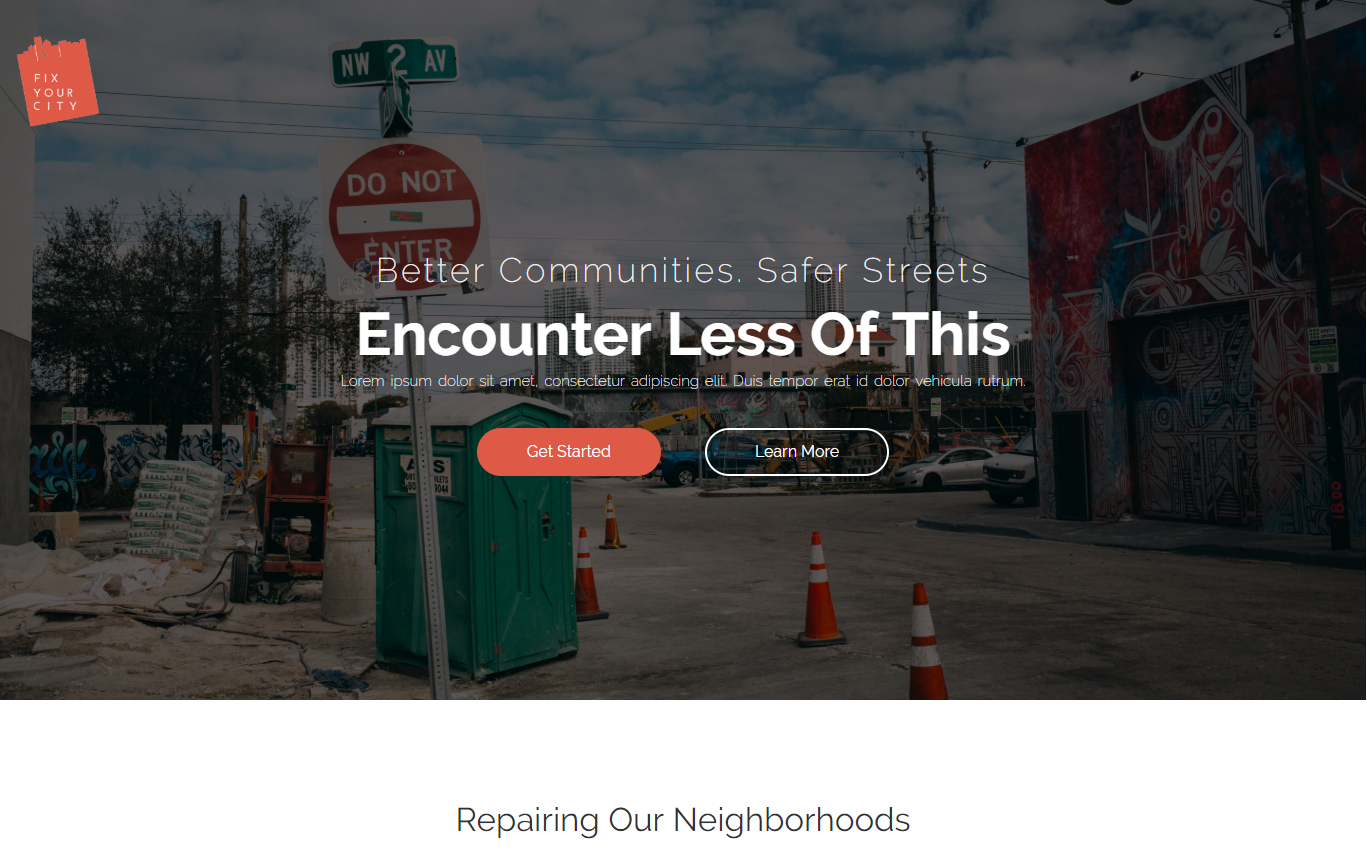 NW 2 AV
FIX
YOUR
CITY
DO NOT
ENTER
Better Communities. Safer Streets
Encounter Less Of This
Lorem ipsum dolor sit amet, consectetur adipiscing elit. Duis tempor erat id dolor vehicula rutrum.
Get Started
Learn More
18.00
Repairing Our Neighborhoods